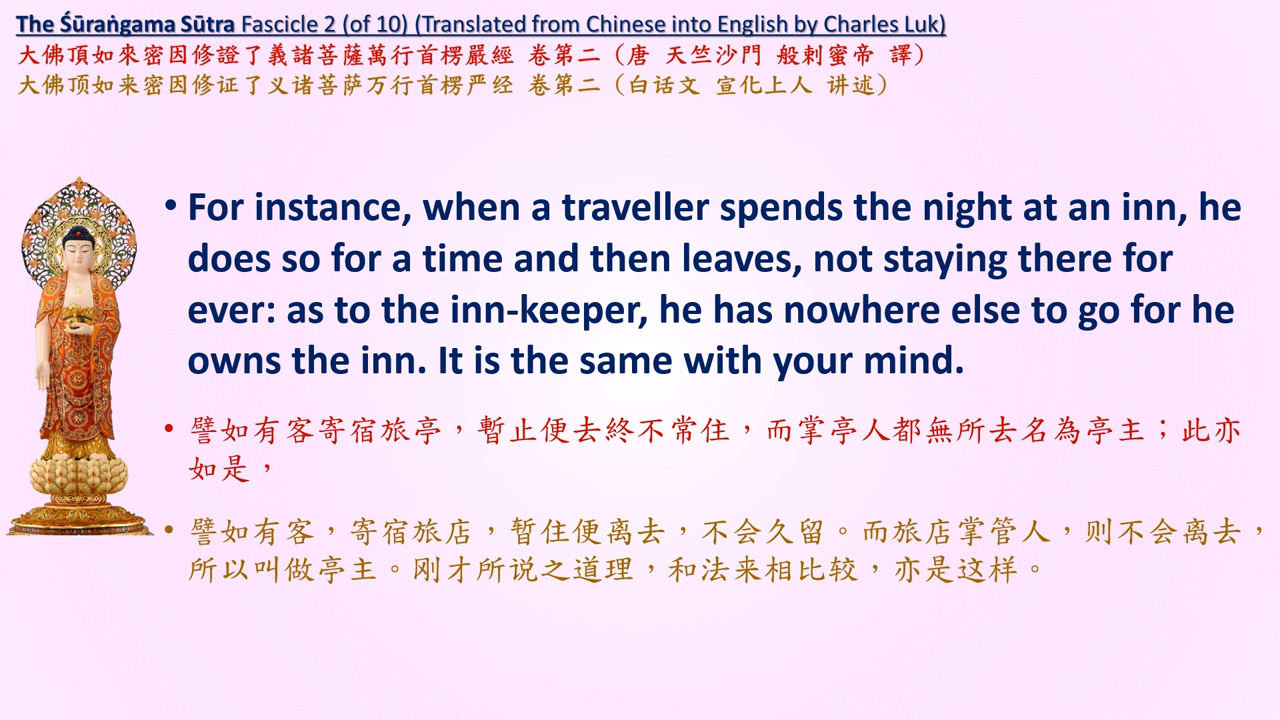 The Śūraṅgama Sūtra Fascicle 2 (of 10) (Translated from Chinese into English by Charles Luk)
大佛頂如來密因修證了義諸菩薩萬行首楞嚴經 卷第二（唐 天竺沙門 般剌蜜帝 譯）
大佛顶如来密因修证了义诸菩萨万行首楞严经 卷第二（白话文 宣化上人 讲述）
• For instance, when a traveller spends the night at an inn, he
does so for a time and then leaves, not staying there for
ever: as to the inn-keeper, he has nowhere else to go for he
owns the inn. It is the same with your mind.
• 譬如有客寄宿旅亭，暫止便去終不常住，而掌亭人都無所去名為亭主；此亦
如是，
• 譬如有客，寄宿旅店，暂住便离去，不会久留。而旅店掌管人，则不会离去，
所以叫做亭主。刚才所说之道理，和法来相比较，亦是这样。